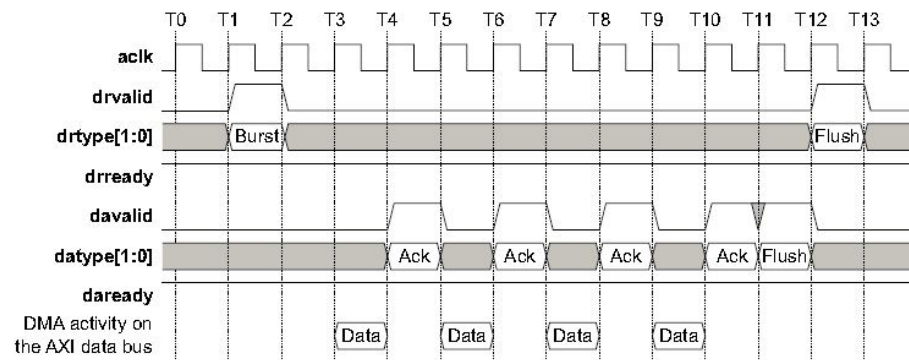 T0 T1 T2 T3 T4 T5 T6 T7 T8 T9 T10 T11 T12 T13
aclk
drvalid
drtype[1:0] Burst Flush
drready
davalid
datype[1:0] Ack Ack Ack Ack Flush
daready
DMA activity on
the AXI data bus Data Data Data Data